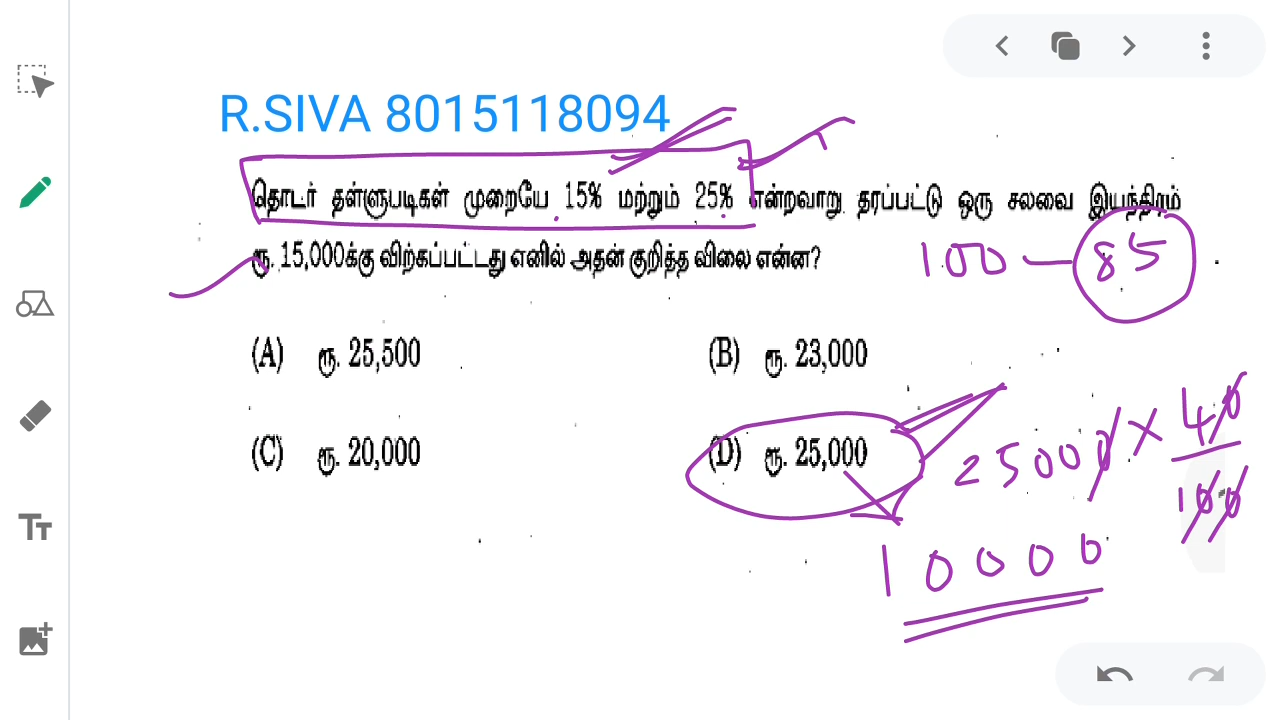 R.SIVA 8015118094
தொடர் தள்ளுபடிகள் முறையே 15% மற்றும் 25% என்றவாறு தரப்பட்டு ஒரு சலவை இயந்திரம்
ரூ. 15,000க்கு விற்கப்பட்டது எனில் அதன் குறித்த விலை என்ன?
100 — 85
(A) ரூ. 25,500 (B) ரூ. 23,000
(C) ரூ. 20,000 (D) ரூ. 25,000
25000 × 40
100
10000
Tт